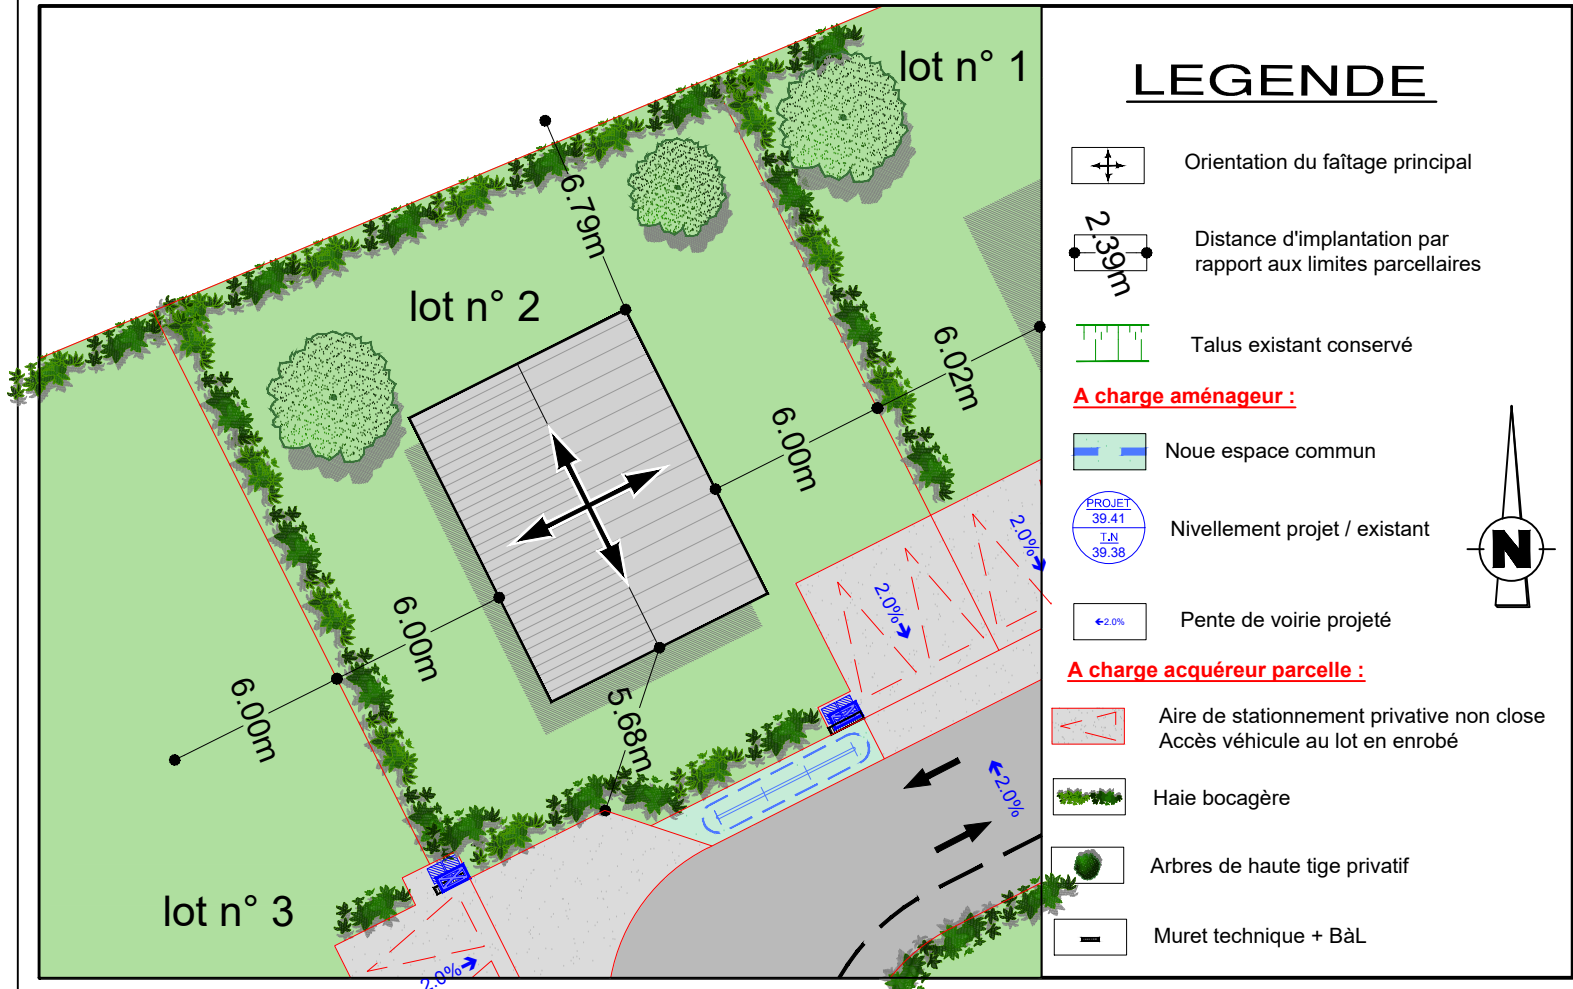 lot n° 1
6.79m
lot n° 2
6.02m
6.00m
6.00m
6.00m
5.68m
2.0%
2.0%
2.0%
2.0%
lot n° 3
LEGENDE
Orientation du faîtage principal
2.39m
Distance d'implantation par
rapport aux limites parcellaires
Talus existant conservé
A charge aménageur :
Noue espace commun
PROJET
39.41
T.N
39.38
Nivellement projet / existant
N
2.0%
Pente de voirie projeté
A charge acquéreur parcelle :
Aire de stationnement privative non close
Accès véhicule au lot en enrobé
Haie bocagère
Arbres de haute tige privatif
Muret technique + BàL